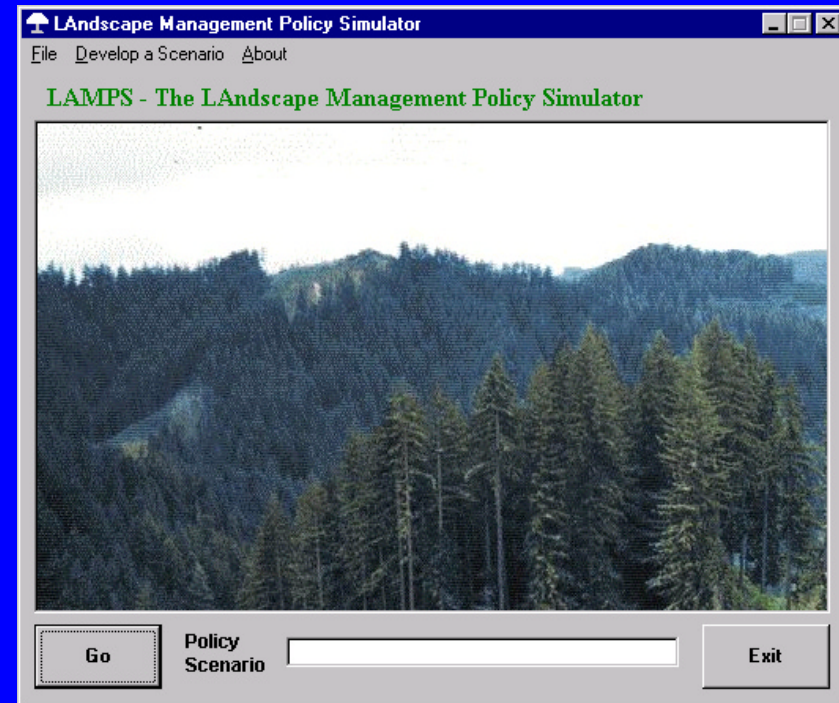 LAndscape Management Policy Simulator
File Develop a Scenario About
LAMPS - The LAndscape Management Policy Simulator
Go
Policy
Scenario
Exit